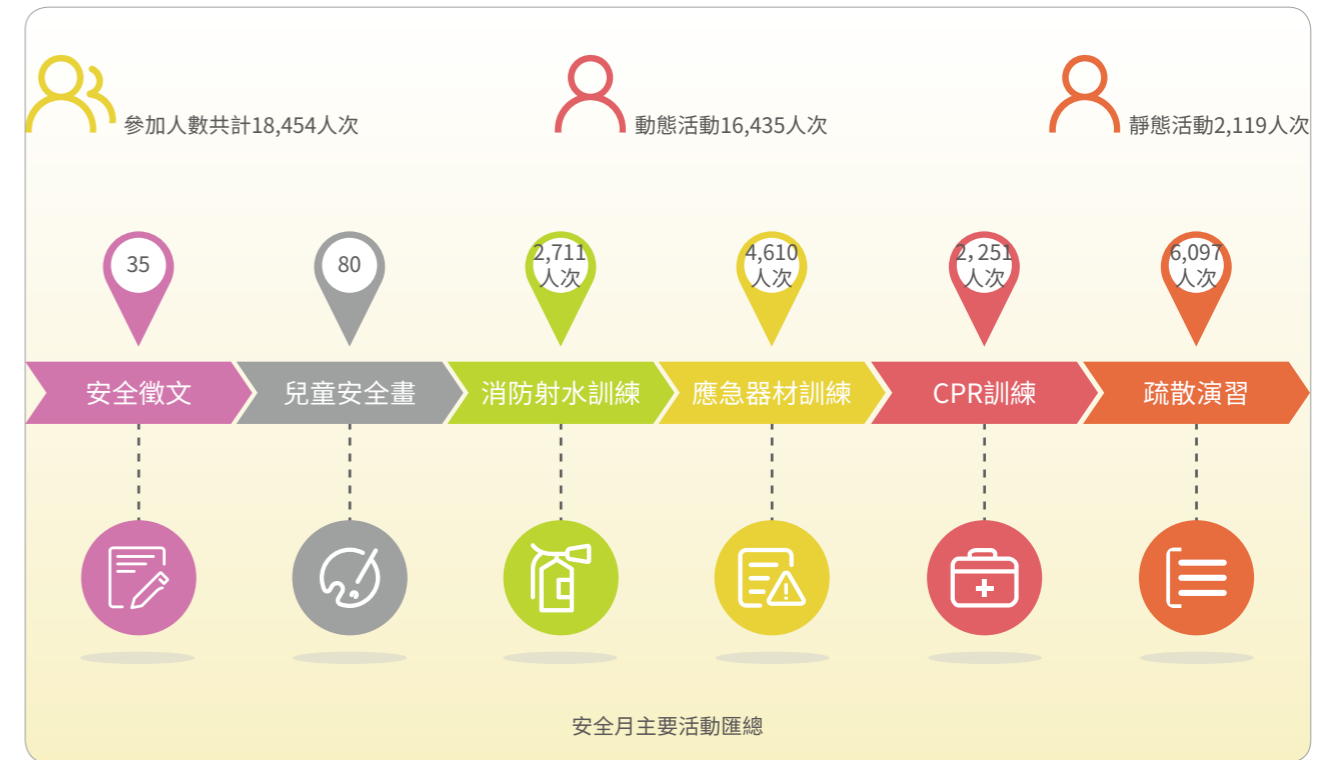 參加人數共計18,454人次
動態活動16,435人次
靜態活動2,119人次
35
80
2,711
人次
4,610
人次
2,251
人次
6,097
人次
安全徵文
兒童安全畫
消防射水訓練
應急器材訓練
CPR訓練
疏散演習
安全月主要活動匯總